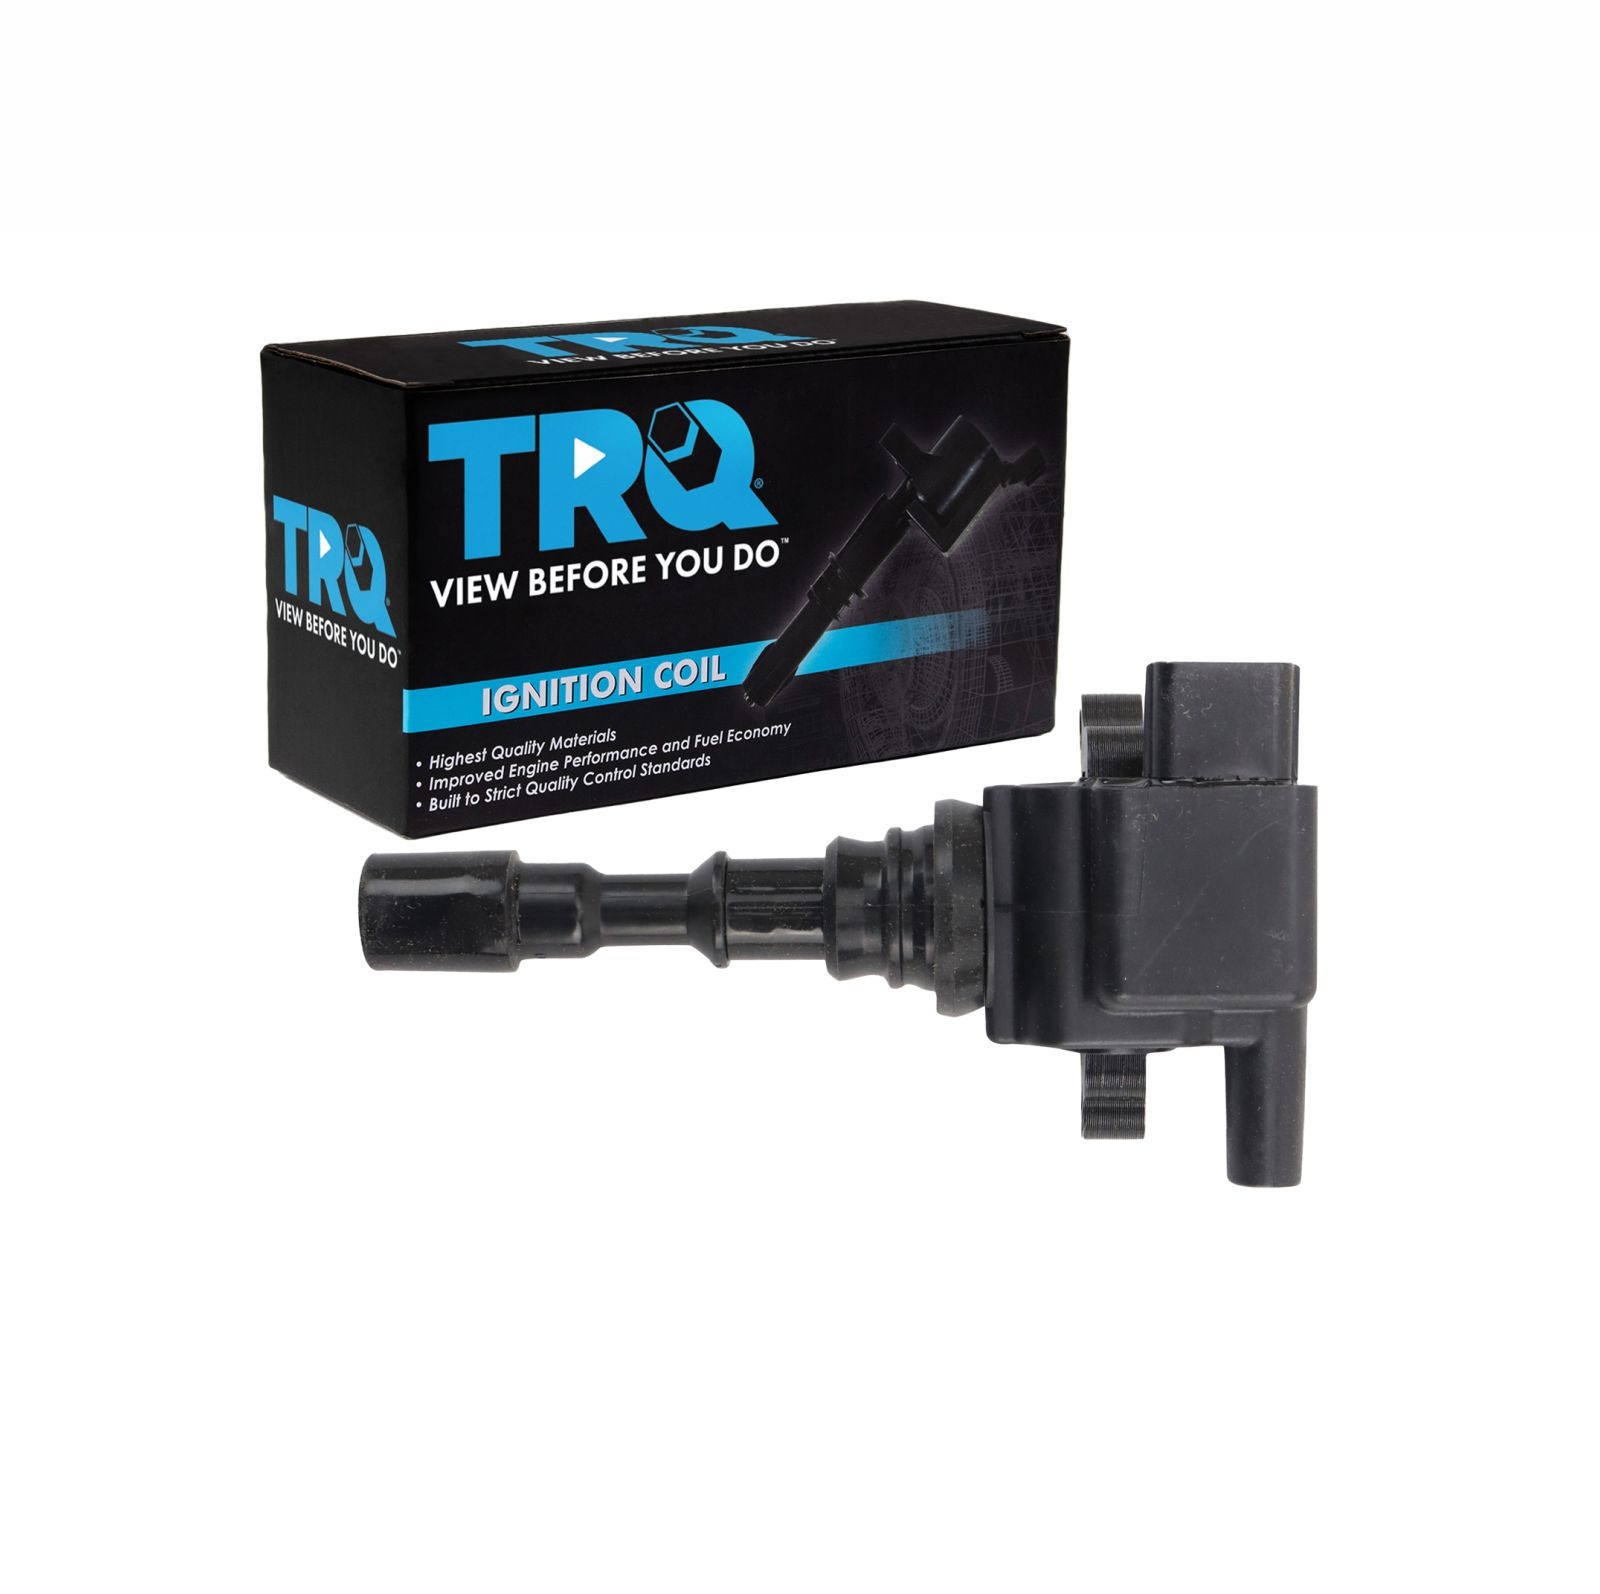 TRQ
VIEW BEFORE YOU DO
TRQ®
VIEW BEFORE YOU DO™
TRQ
VIEW BEFORE YOU DO™
IGNITION COIL
• Highest Quality Materials
• Improved Engine Performance and Fuel Economy
• Built to Strict Quality Control Standards